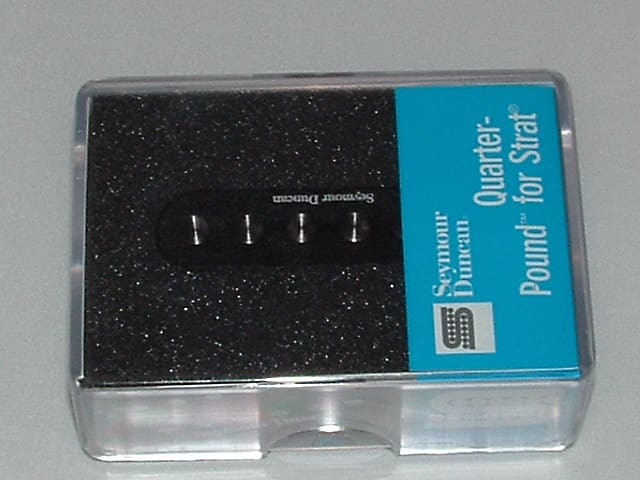 Seymour Duncan
Seymour
Duncan®
Quarter-
Pound™ for Strat®